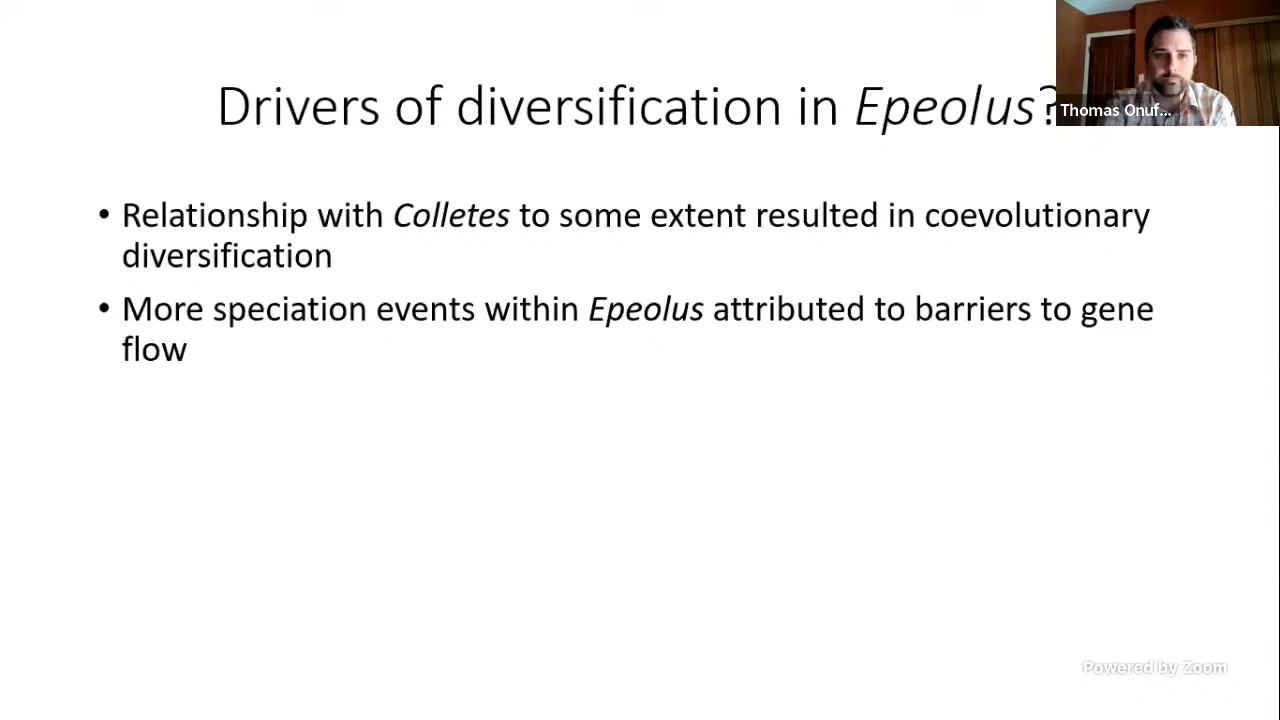 Drivers of diversification in Epeolus?
Thomas Onuf...
• Relationship with Colletes to some extent resulted in coevolutionary
diversification
• More speciation events within Epeolus attributed to barriers to gene
flow
Powered by Zoom